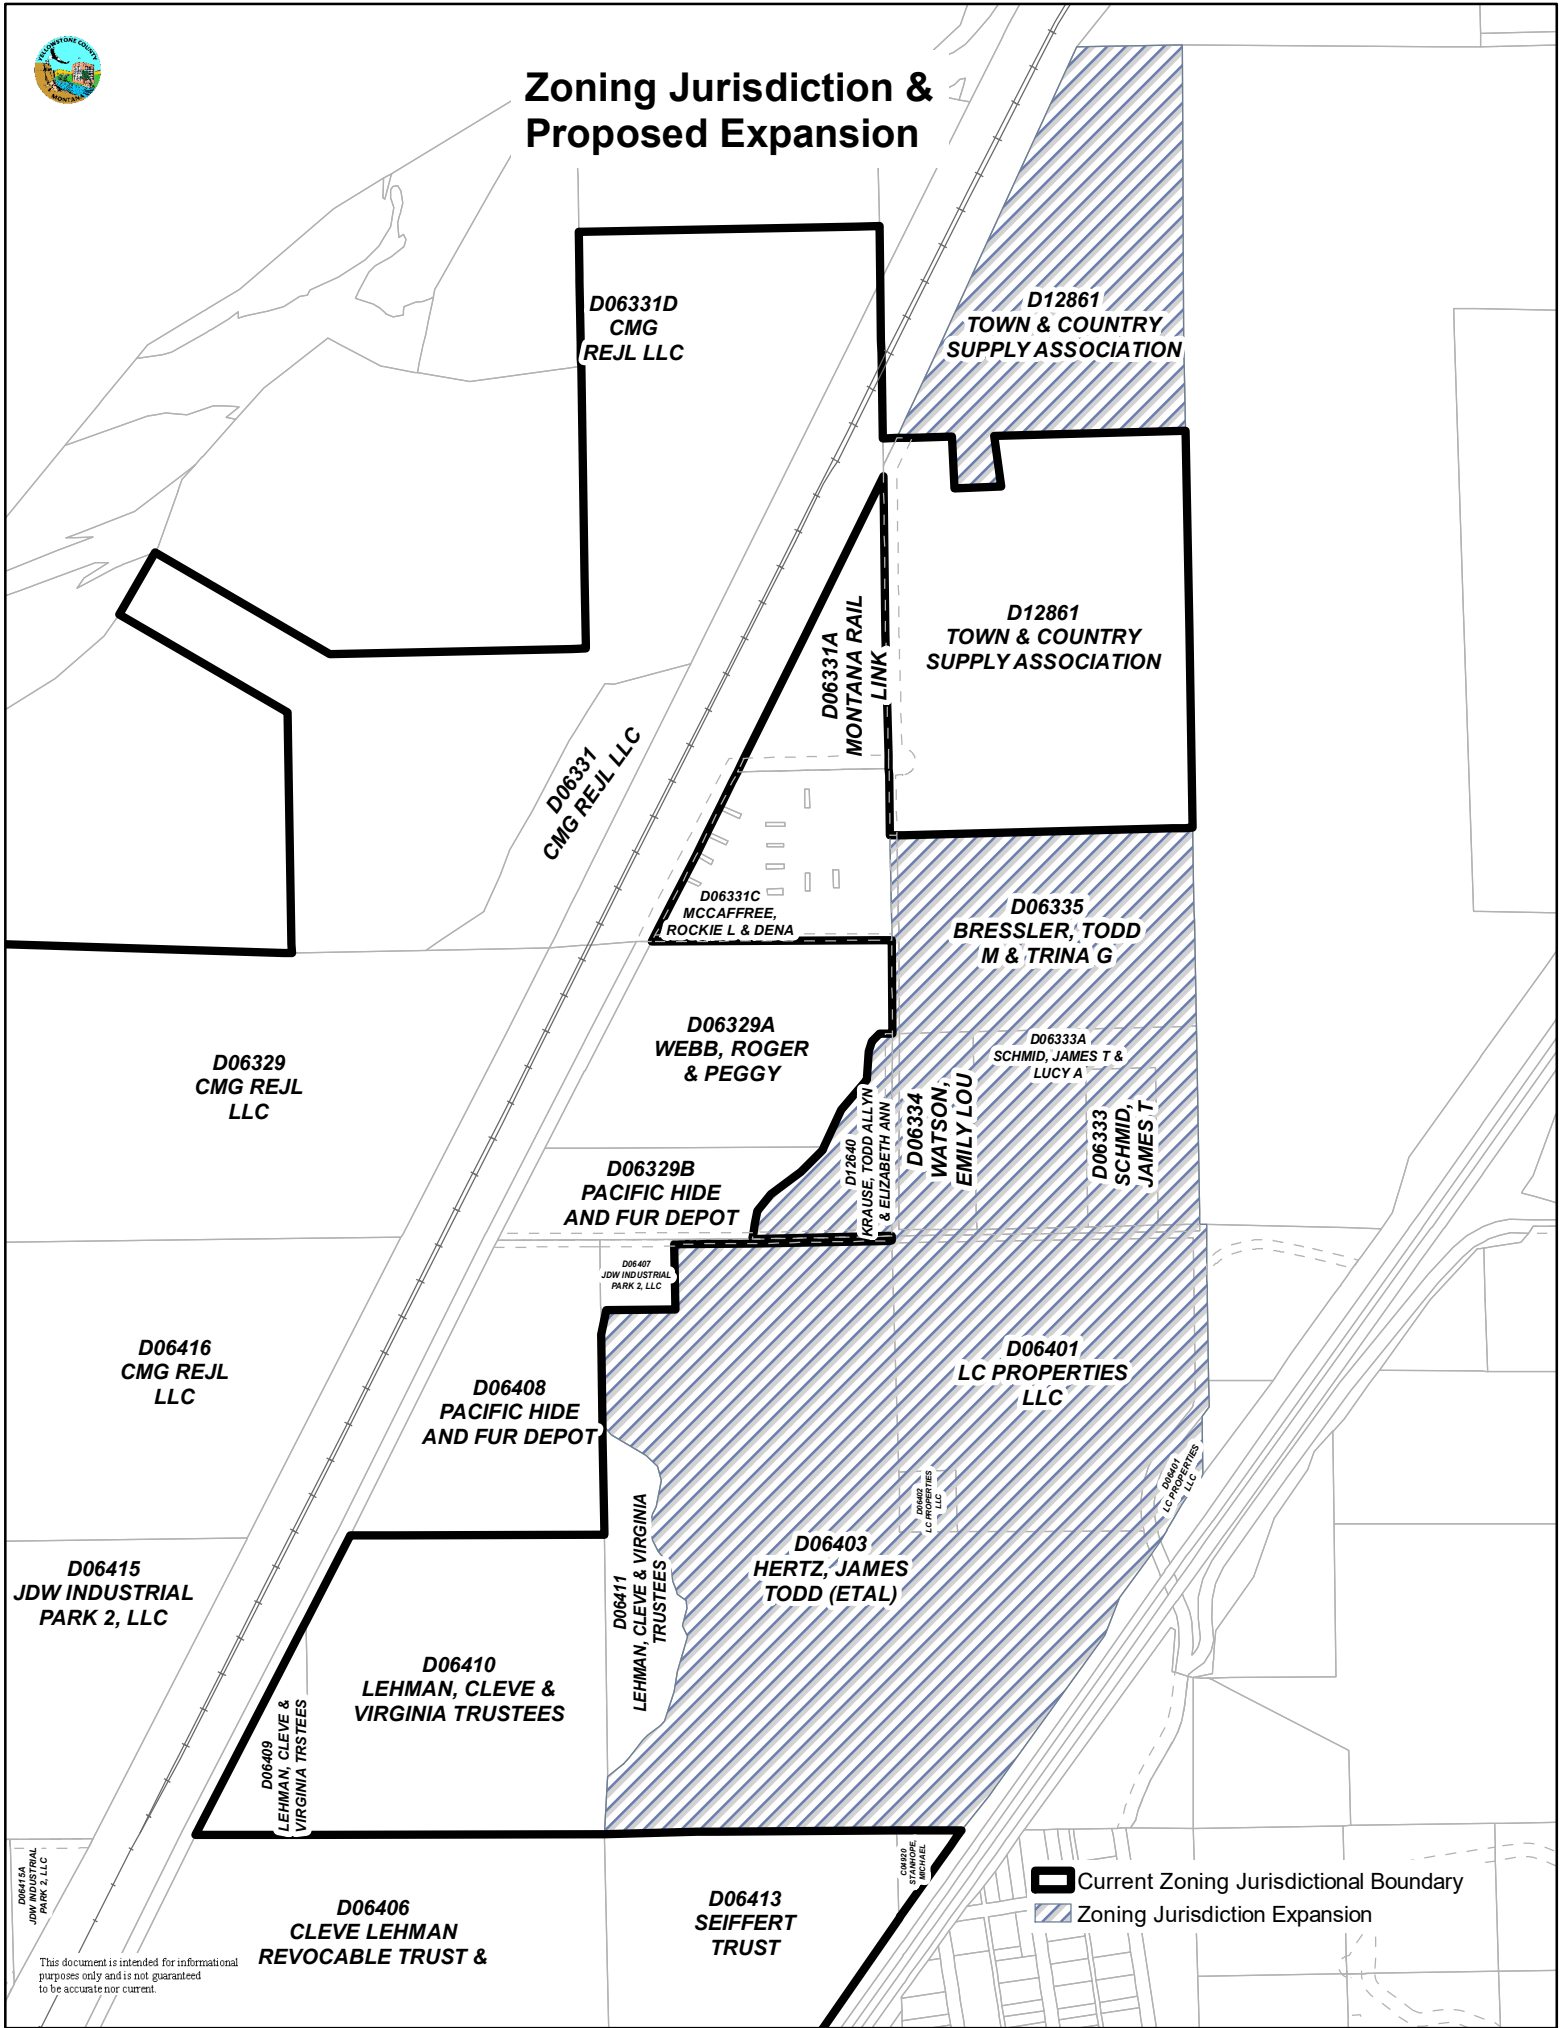 YELLOWSTONE COUNTY
MONTANA
Zoning Jurisdiction &
Proposed Expansion
D06331D
CMG
REJL LLC
D12861
TOWN & COUNTRY
SUPPLY ASSOCIATION
D12861
TOWN & COUNTRY
SUPPLY ASSOCIATION
D06331A
MONTANA RAIL
LINK
D06331
CMG REJL LLC
D06331C
MCCAFFREE,
ROCKIE L & DENA
D06335
BRESSLER, TODD
M & TRINA G
D06329
CMG REJL
LLC
D06329A
WEBB, ROGER
& PEGGY
D06333A
SCHMID, JAMES T &
LUCY A
D12640
KRAUSE, TODD ALLYN
& ELIZABETH ANN
D06334
WATSON,
EMILY LOU
D06333
SCHMID,
JAMES T
D06329B
PACIFIC HIDE
AND FUR DEPOT
D06407
JDW INDUSTRIAL
PARK 2, LLC
D06416
CMG REJL
LLC
D06408
PACIFIC HIDE
AND FUR DEPOT
D06401
LC PROPERTIES
LLC
D06401
LC PROPERTIES
LLC
D06402
LC PROPERTIES
LLC
D06403
HERTZ, JAMES
TODD (ETAL)
D06411
LEHMAN, CLEVE & VIRGINIA
TRUSTEES
D06415
JDW INDUSTRIAL
PARK 2, LLC
D06410
LEHMAN, CLEVE &
VIRGINIA TRUSTEES
D06409
LEHMAN, CLEVE &
VIRGINIA TRSTEES
D06415A
JDW INDUSTRIAL
PARK 2, LLC
D06406
CLEVE LEHMAN
REVOCABLE TRUST &
D06413
SEIFFERT
TRUST
C04920
STANHOPE,
MICHAEL
Current Zoning Jurisdictional Boundary
Zoning Jurisdiction Expansion
This document is intended for informational
purposes only and is not guaranteed
to be accurate nor current.